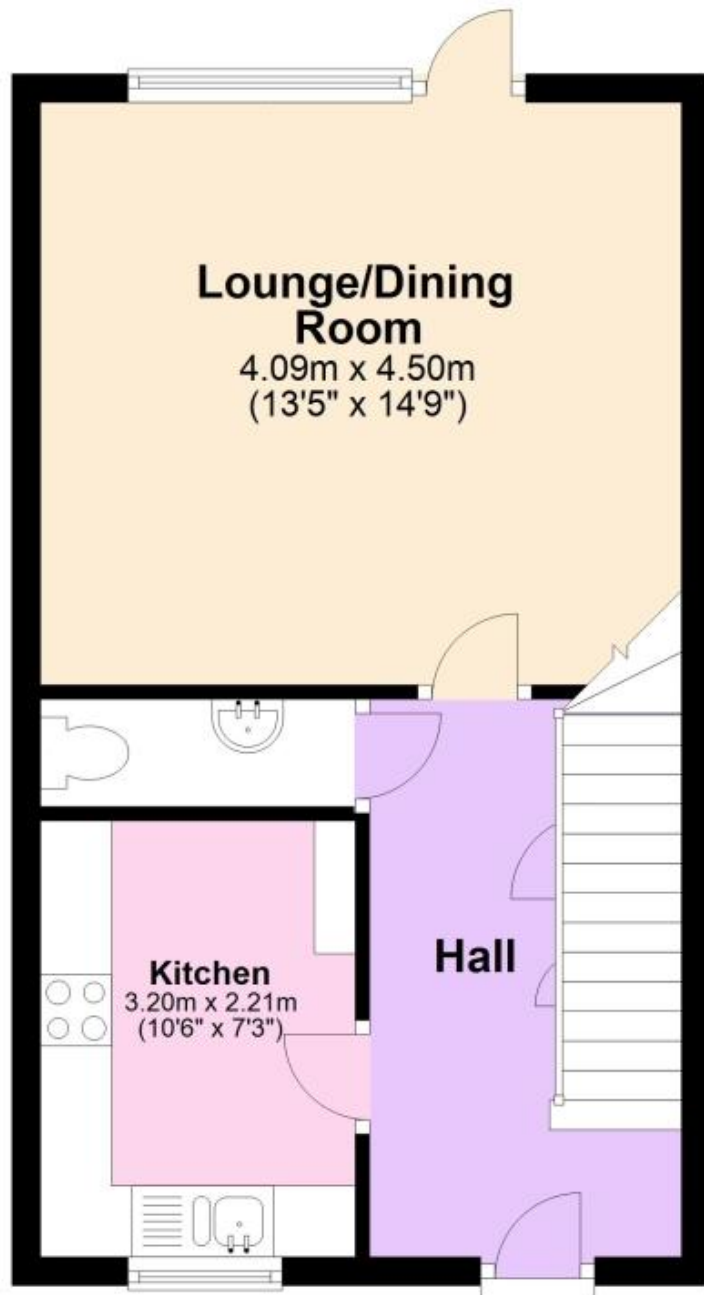 Lounge/Dining
Room
4.09m x 4.50m
(13'5" x 14'9")
Kitchen
3.20m x 2.21m
(10'6" x 7'3")
Hall